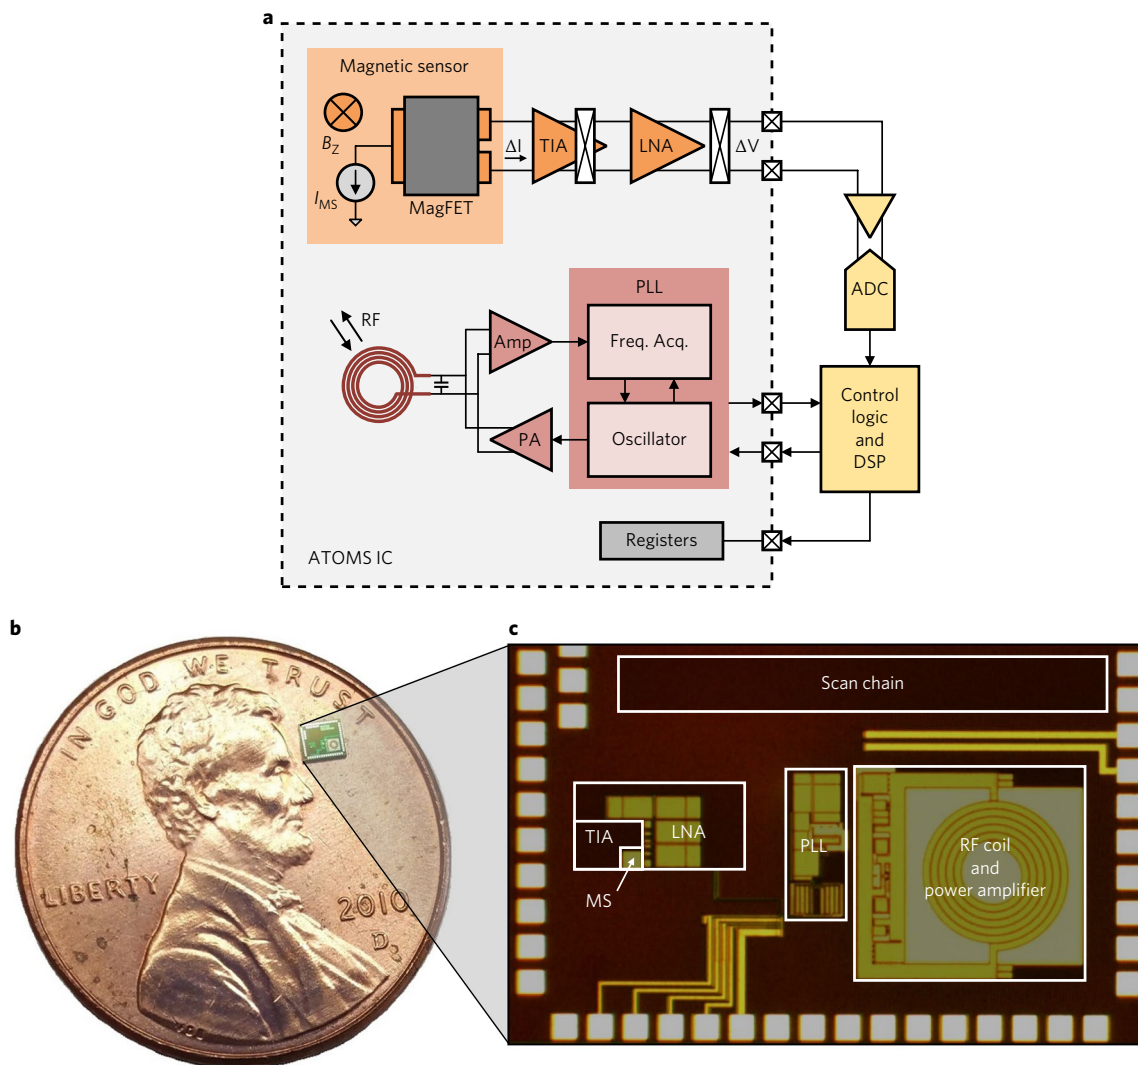 a
Magnetic sensor
B_Z
I_MS
MagFET
ΔI
TIA
LNA
ΔV
ADC
RF
Amp
PA
PLL
Freq. Acq.
Oscillator
Control
logic
and
DSP
Registers
ATOMS IC
b
IN GOD WE TRUST
LIBERTY
2010
D
c
Scan chain
TIA
LNA
MS
PLL
RF coil
and
power amplifier